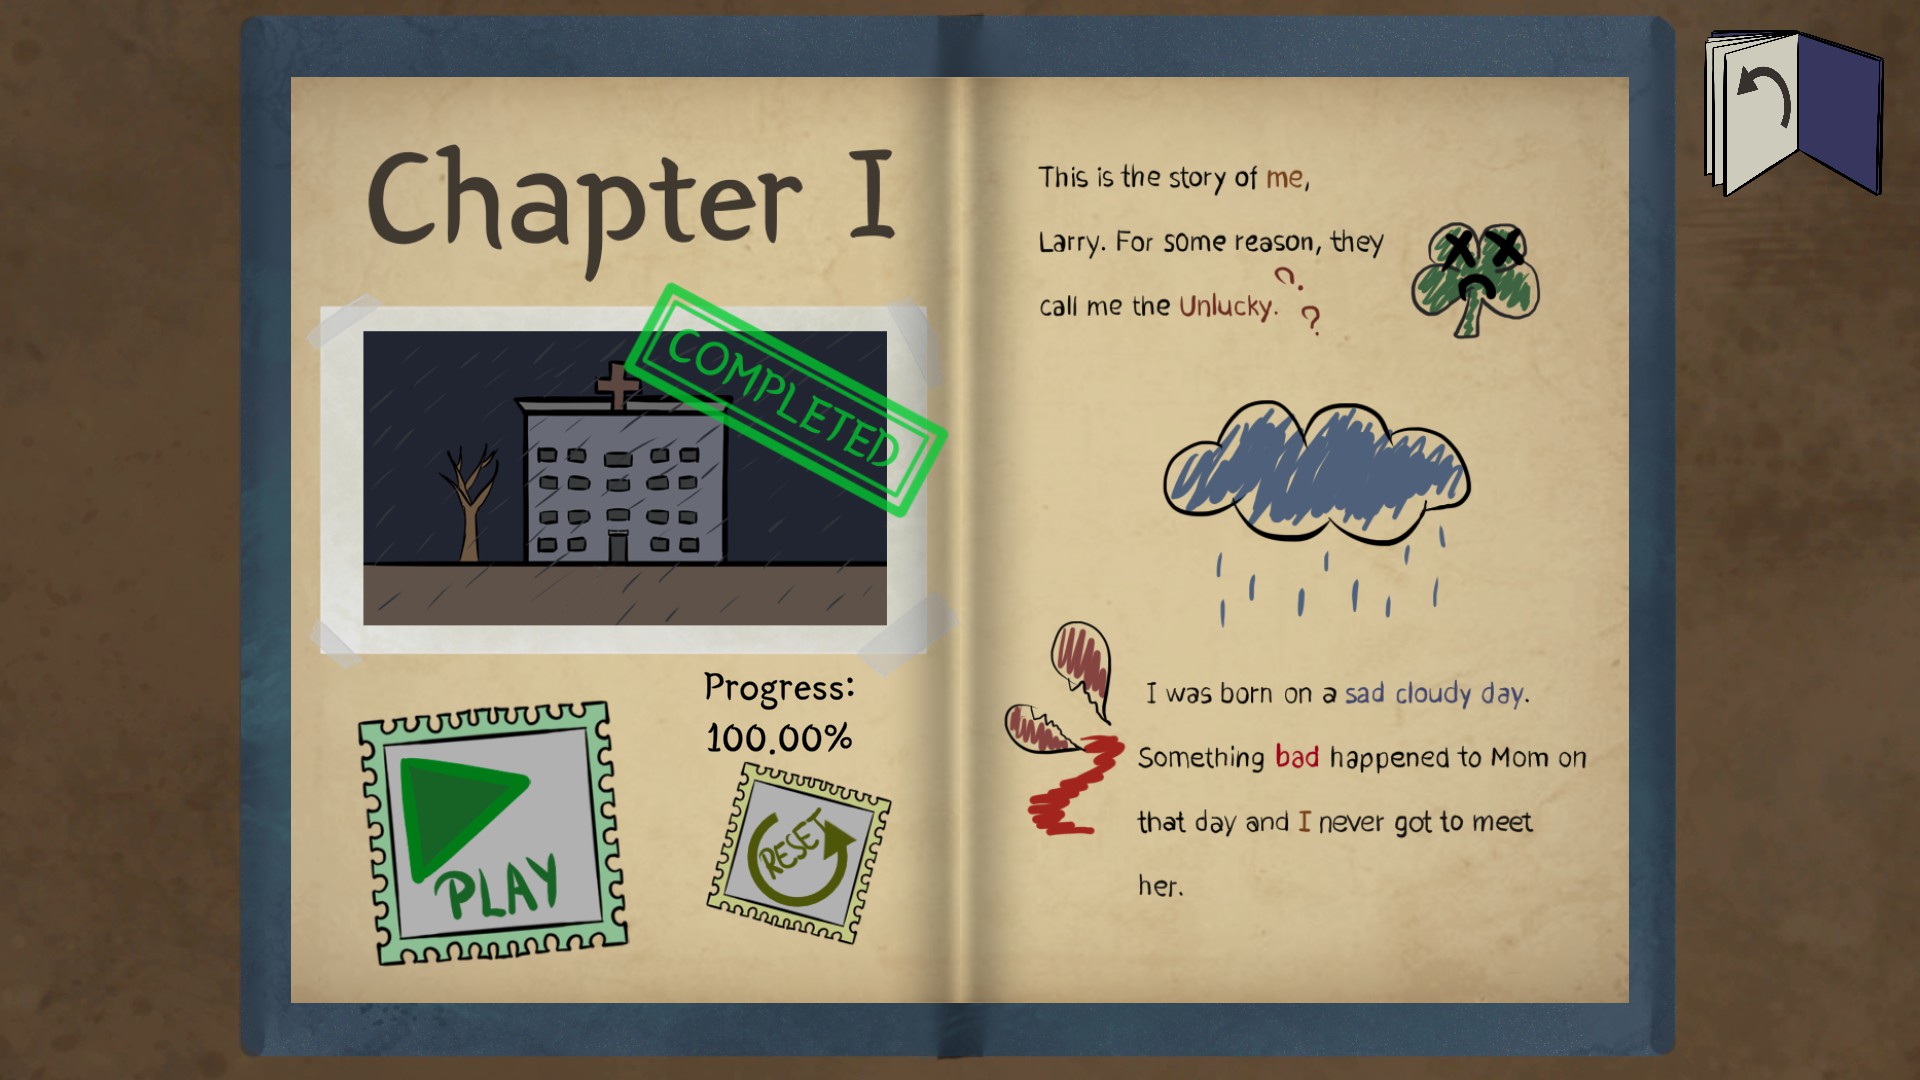 Chapter I
COMPLETED
Progress:
100.00%
PLAY
RESET
This is the story of me,
Larry. For some reason, they
call me the Unlucky.
? ?
I was born on a sad cloudy day.
Something bad happened to Mom on
that day and I never got to meet
her.